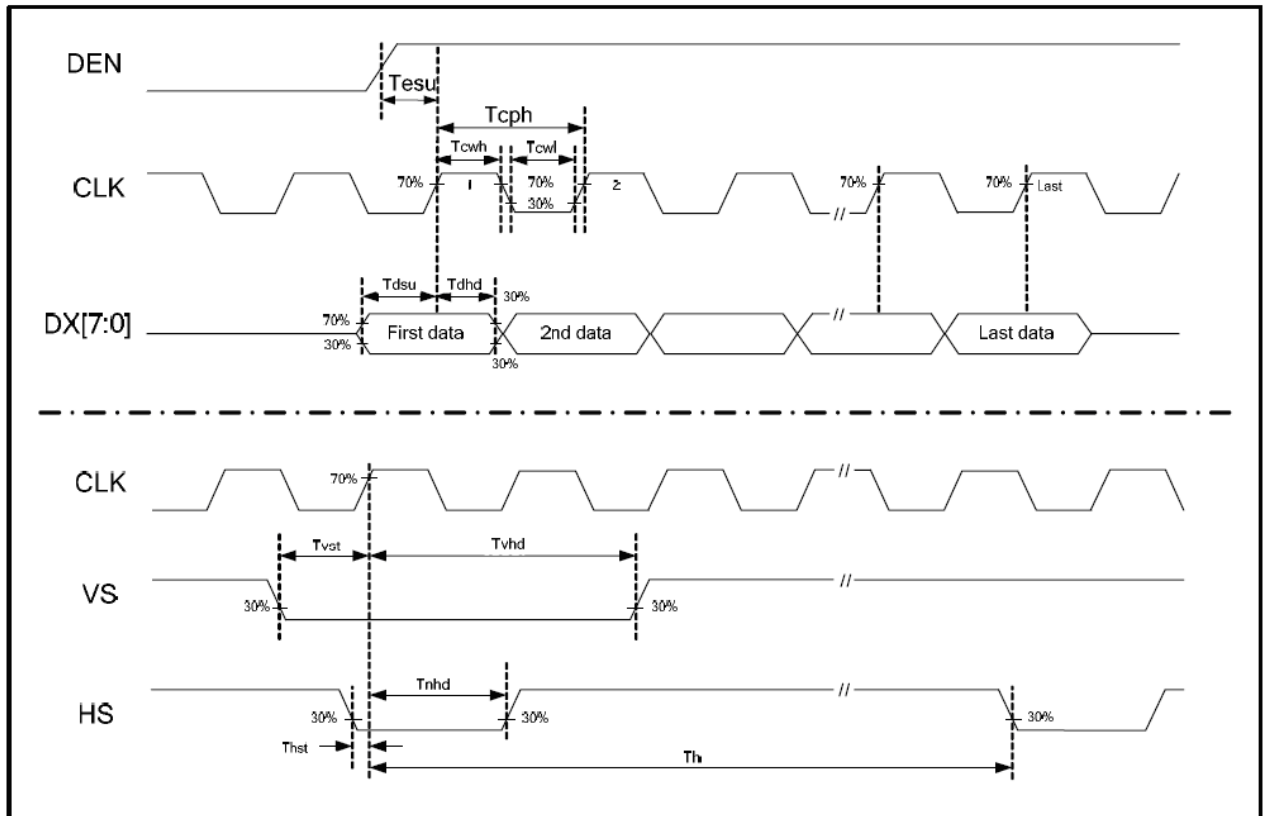 DEN
Tesu
Tcph
Tcwh
Tcwl
CLK
70%
1
70%
30%
2
70%
70%
Last
//
Tdsu
Tdhd
30%
DX[7:0]
70%
30%
First data
2nd data
//
Last data
30%
CLK
70%
//
Tvst
Tvhd
VS
30%
30%
//
Tnhd
HS
30%
30%
//
30%
Thst
Th